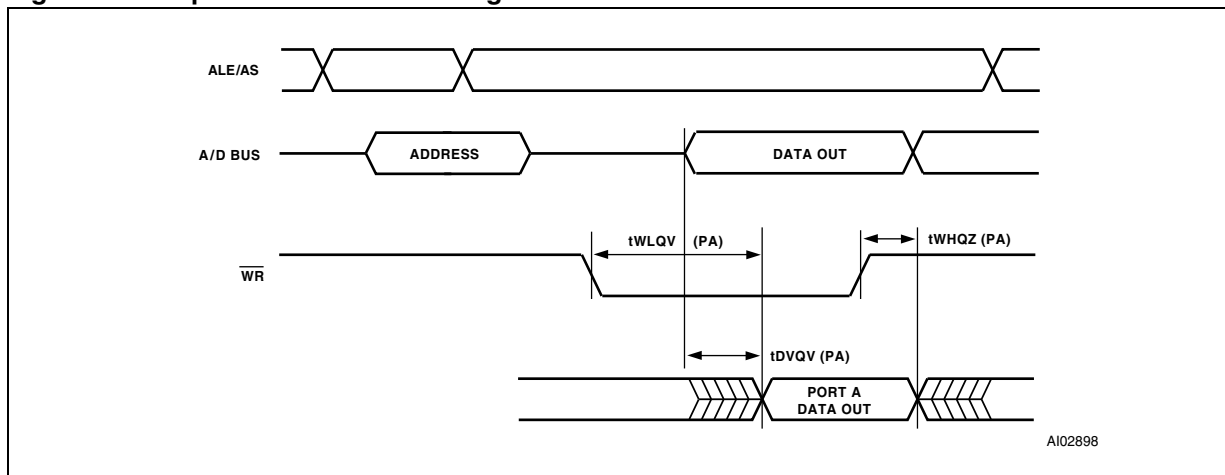 ALE/AS
A/D BUS
ADDRESS
DATA OUT
tWLQV (PA)
tWHQZ (PA)
WR
tDVQV (PA)
PORT A
DATA OUT
AI02898